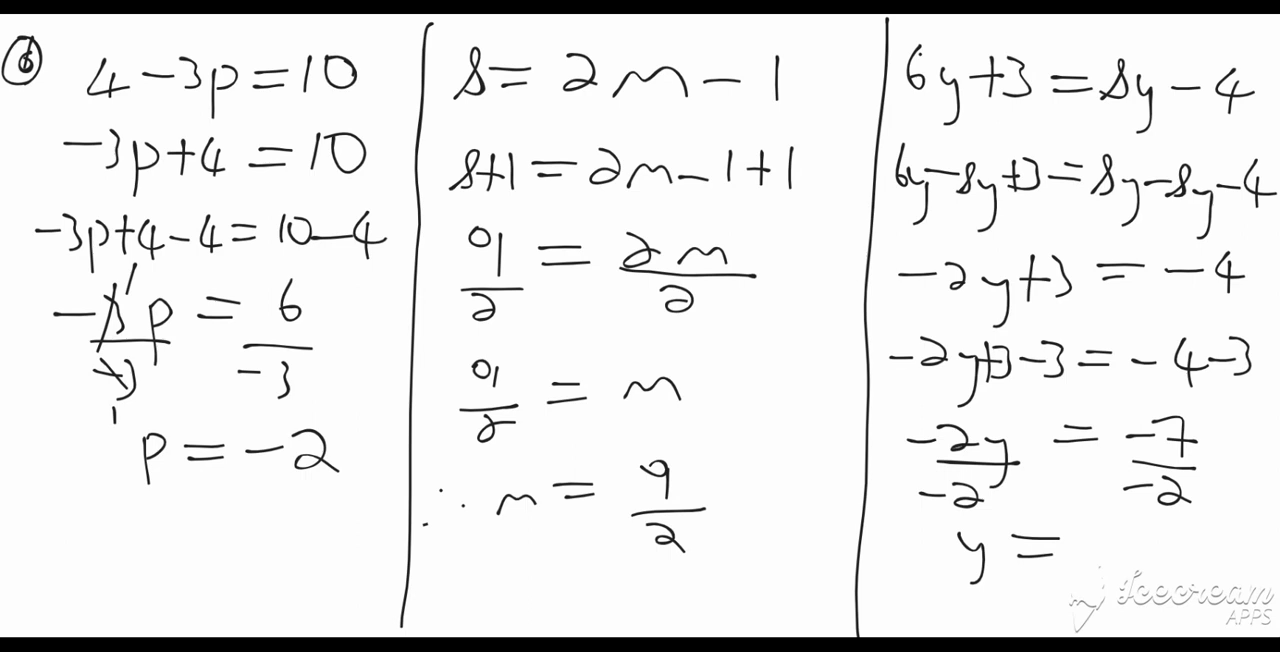 ⑥
4 - 3p = 10
-3p + 4 = 10
-3p + 4 - 4 = 10 - 4
-3p/-3 = 6/-3
p = -2
8 = 2m - 1
8 + 1 = 2m - 1 + 1
9/2 = 2m/2
9/2 = m
∴ m = 9/2
6y + 3 = 8y - 4
6y - 8y + 3 = 8y - 8y - 4
-2y + 3 = -4
-2y + 3 - 3 = -4 - 3
-2y/-2 = -7/-2
y =
Icecream
APPS